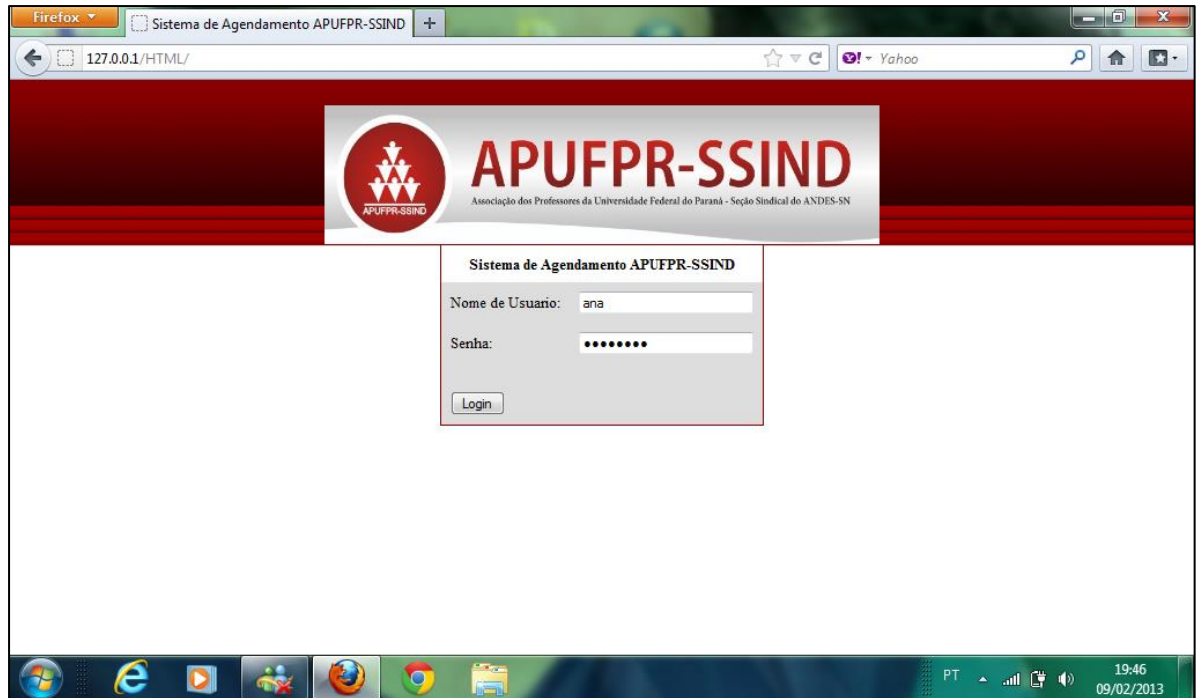 Firefox
Sistema de Agendamento APUFPR-SSIND
127.0.0.1/HTML/
Yahoo
APUFPR-SSIND
APUFPR-SSIND
Associação dos Professores da Universidade Federal do Paraná - Seção Sindical do ANDES-SN
Sistema de Agendamento APUFPR-SSIND
Nome de Usuario: ana
Senha: ••••••••
Login
PT
19:46
09/02/2013